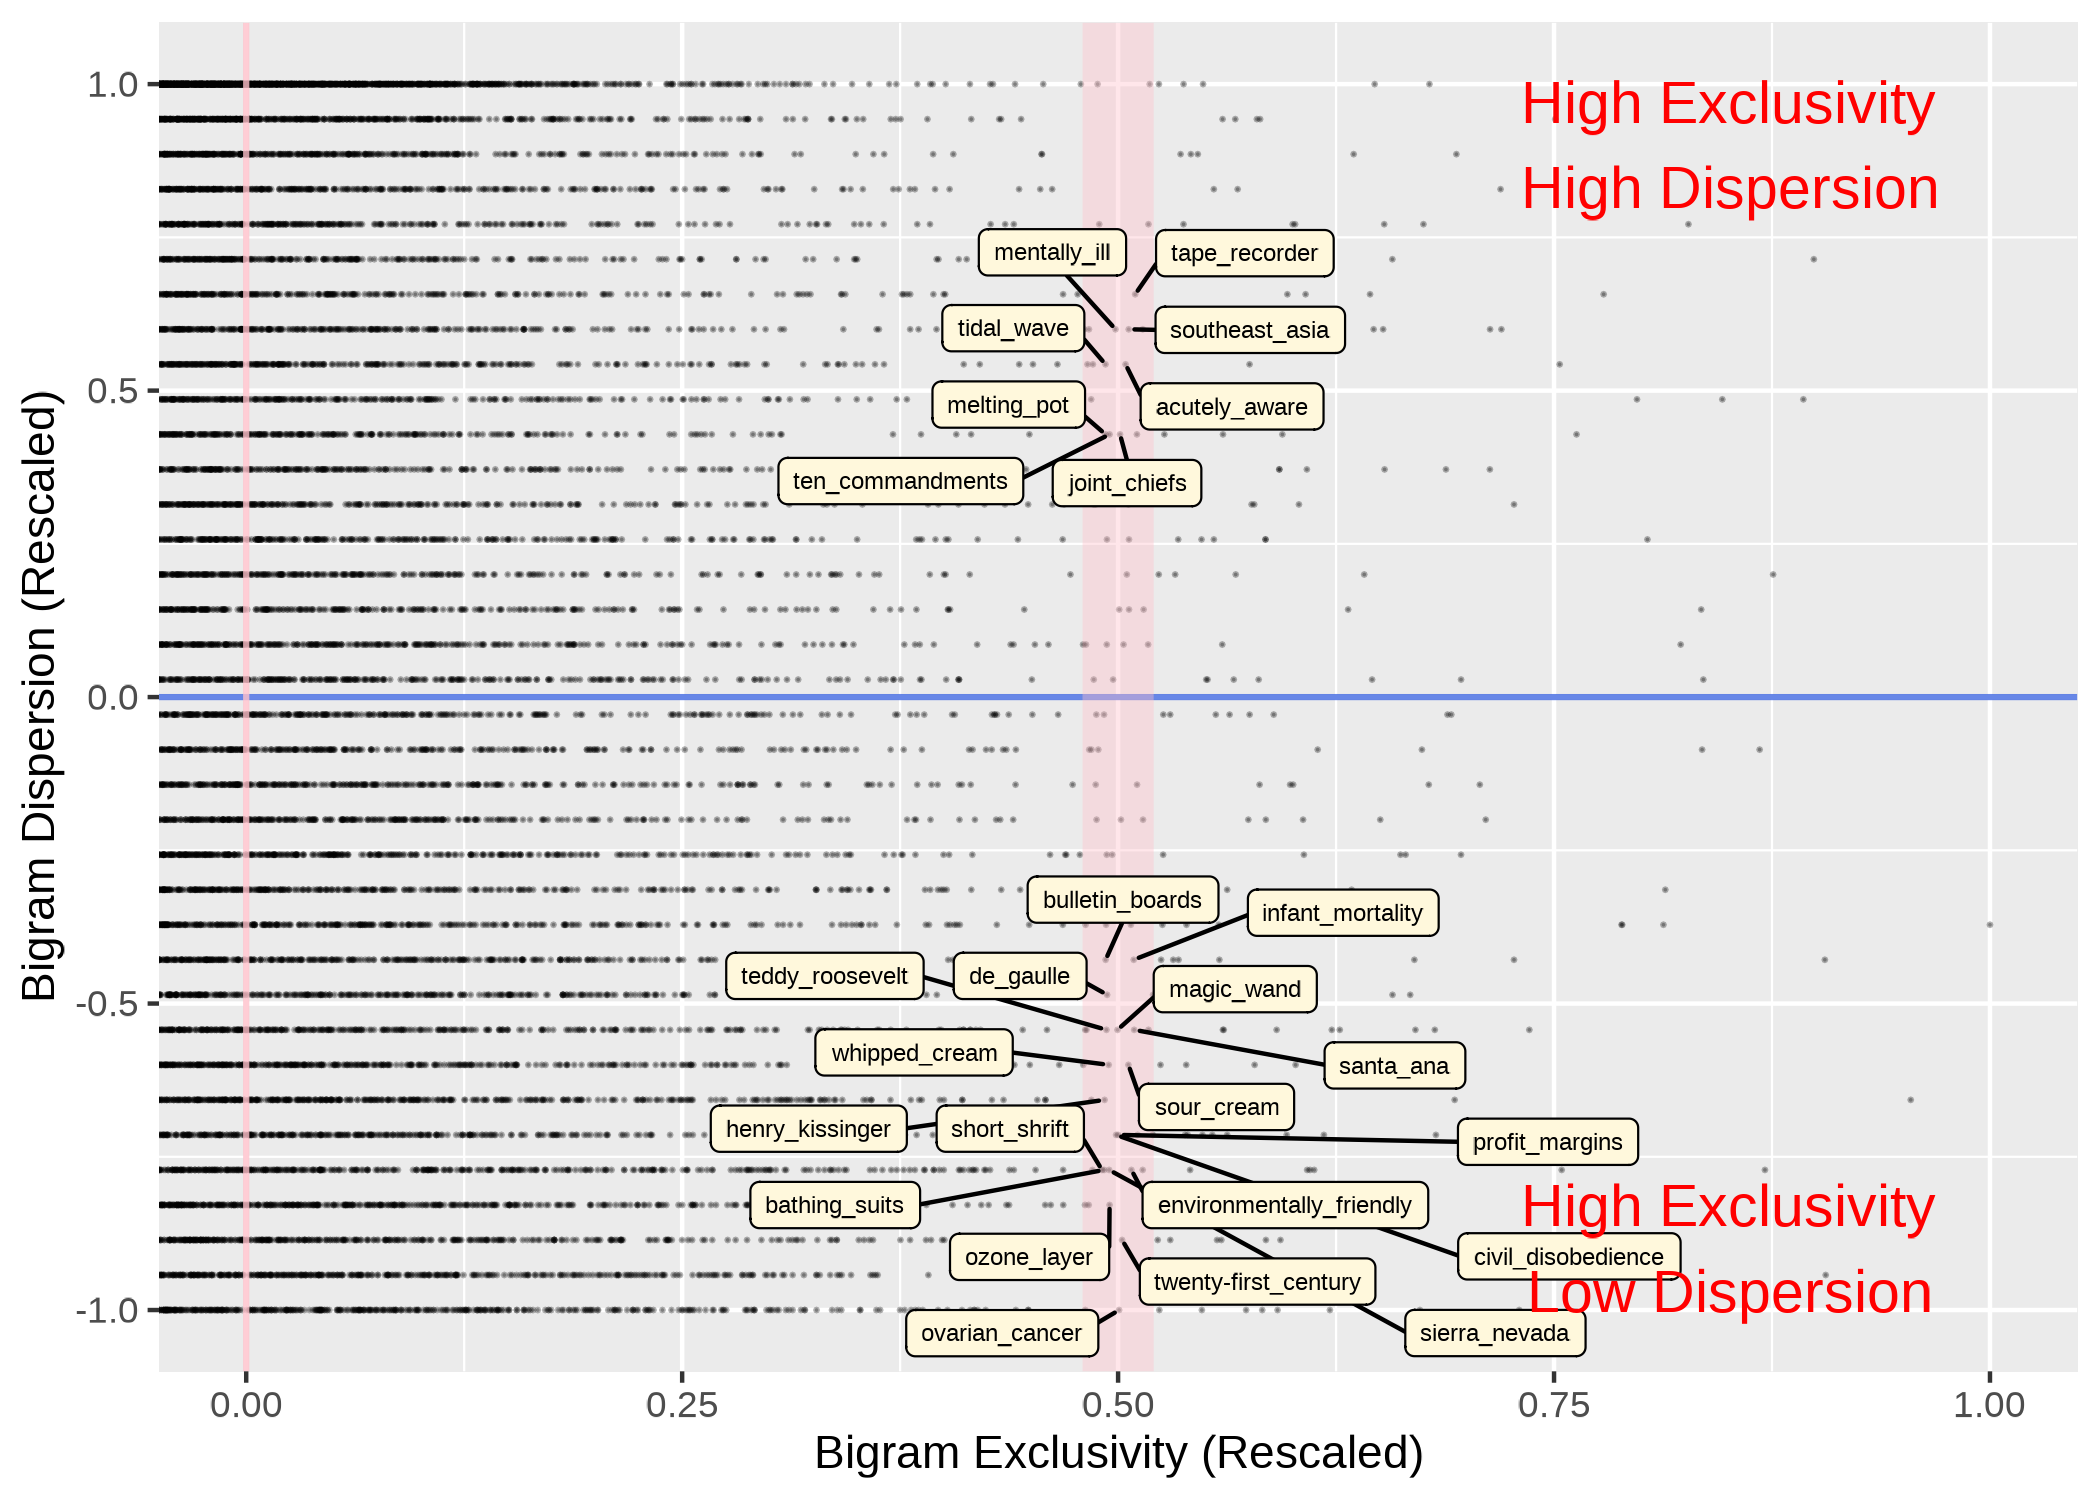 High Exclusivity
High Dispersion
mentally_ill
tape_recorder
tidal_wave
southeast_asia
melting_pot
acutely_aware
ten_commandments
joint_chiefs
bulletin_boards
infant_mortality
teddy_roosevelt
de_gaulle
magic_wand
whipped_cream
santa_ana
sour_cream
henry_kissinger
short_shrift
profit_margins
bathing_suits
environmentally_friendly
High Exclusivity
ozone_layer
civil_disobedience
twenty-first_century
Low Dispersion
ovarian_cancer
sierra_nevada
1.0
0.5
0.0
-0.5
-1.0
Bigram Dispersion (Rescaled)
0.00
0.25
0.50
0.75
1.00
Bigram Exclusivity (Rescaled)